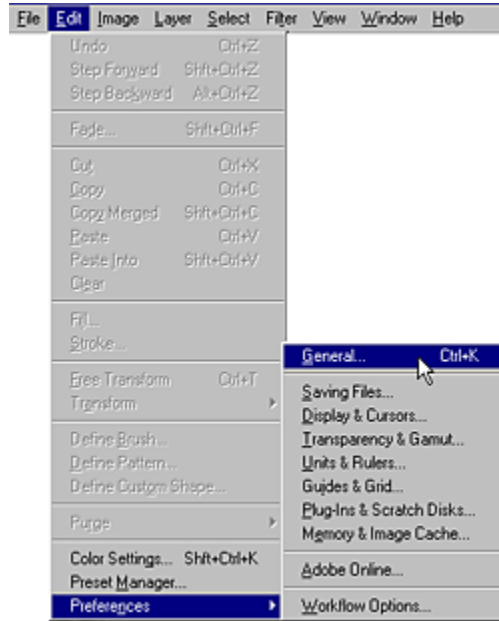 File Edit Image Layer Select Filter View Window Help
Undo Ctrl+Z
Step Forward Shft+Ctrl+Z
Step Backward Alt+Ctrl+Z
Fade... Shft+Ctrl+F
Cut Ctrl+X
Copy Ctrl+C
Copy Merged Shft+Ctrl+C
Paste Ctrl+V
Paste Into Shft+Ctrl+V
Clear
Fill...
Stroke...
Free Transform Ctrl+T
Transform
Define Brush...
Define Pattern...
Define Custom Shape...
Purge
Color Settings... Shft+Ctrl+K
Preset Manager...
Preferences
General... Ctrl+K
Saving Files...
Display & Cursors...
Transparency & Gamut...
Units & Rulers...
Guides & Grid...
Plug-Ins & Scratch Disks...
Memory & Image Cache...
Adobe Online...
Workflow Options...